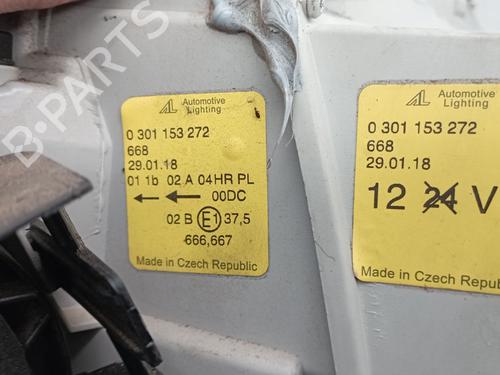 B-PARTS
AL Automotive Lighting
0 301 153 272
668
29.01.18
01 1b 02 A 04HR PL
00DC
02 B E1 37,5
666,667
Made in Czech Republic
AL Automotive Lighting
0 301 153 272
668
29.01.18
12 24 V
Made in Czech Republic